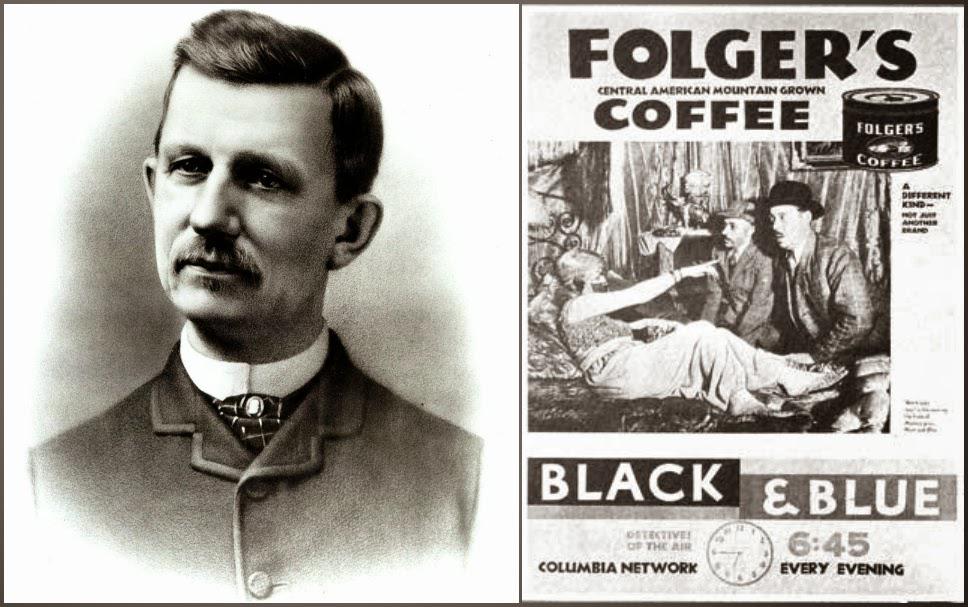 FOLGER'S
CENTRAL AMERICAN MOUNTAIN GROWN
COFFEE
FOLGER'S
COFFEE
A
DIFFERENT
KIND—
NOT JUST
ANOTHER
BRAND
BLACK & BLUE
DETECTIVES
OF THE AIR
6:45
COLUMBIA NETWORK
EVERY EVENING